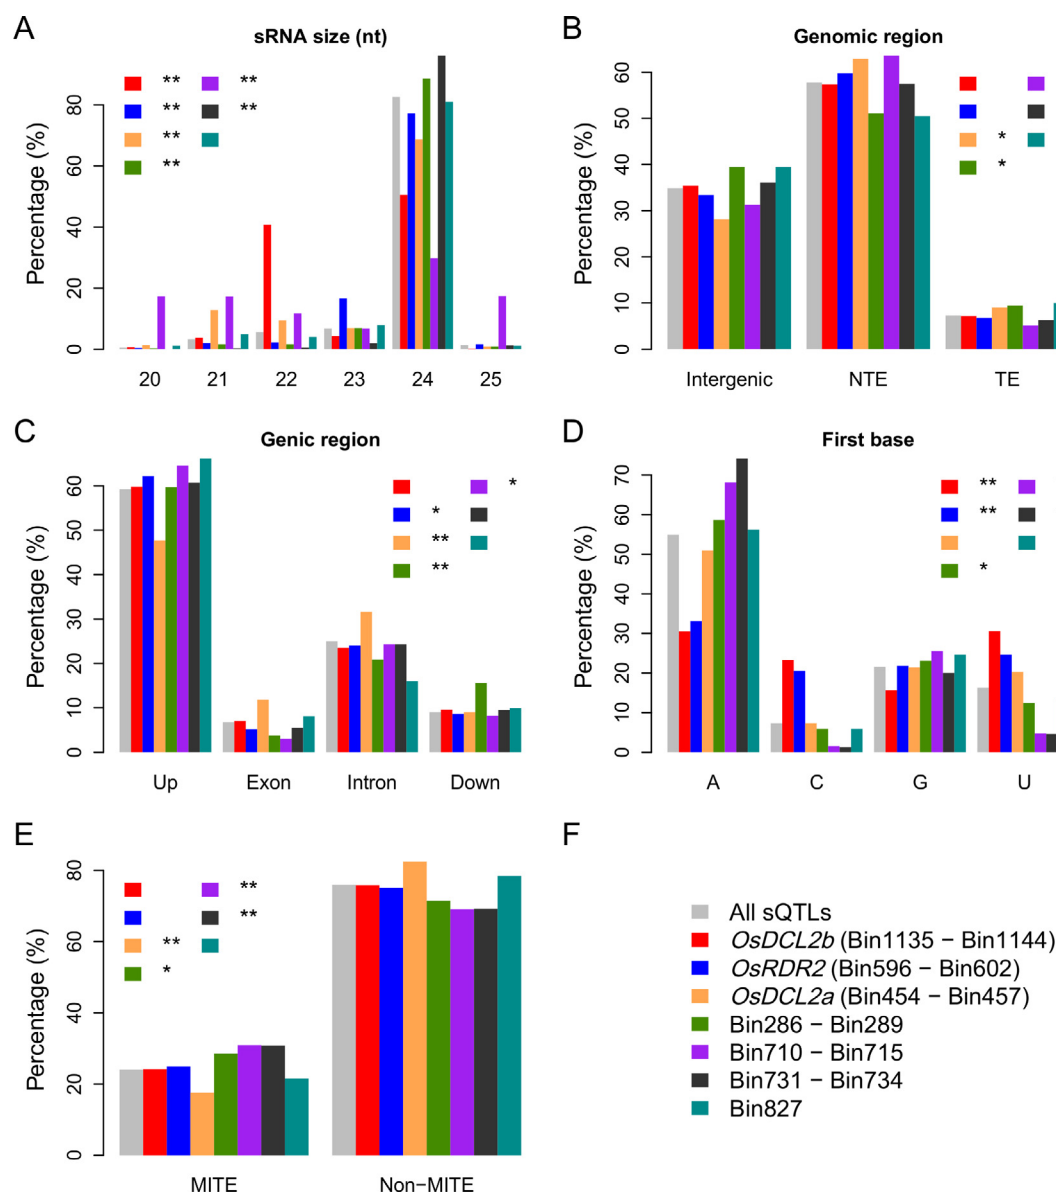 A
sRNA size (nt)
**
**
**
**
**
**
Percentage (%)
0
20
40
60
80
20
21
22
23
24
25
B
Genomic region
*
*
Percentage (%)
0
10
20
30
40
50
60
Intergenic
NTE
TE
C
Genic region
*
*
**
**
Percentage (%)
0
10
20
30
40
50
60
Up
Exon
Intron
Down
D
First base
**
**
*
Percentage (%)
0
10
20
30
40
50
60
70
A
C
G
U
E
**
**
**
*
Percentage (%)
0
20
40
60
80
MITE
Non−MITE
F
All sQTLs
OsDCL2b (Bin1135 − Bin1144)
OsRDR2 (Bin596 − Bin602)
OsDCL2a (Bin454 − Bin457)
Bin286 − Bin289
Bin710 − Bin715
Bin731 − Bin734
Bin827